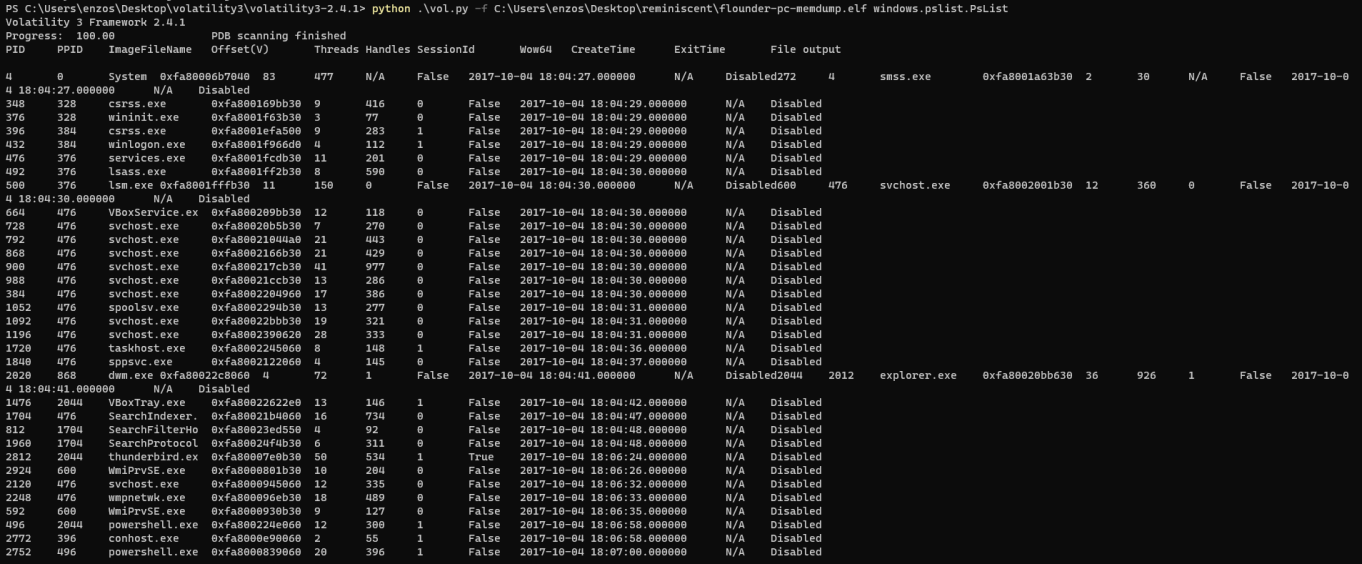 PS C:\Users\enzos\Desktop\volatility3\volatility3-2.4.1> python .\vol.py -f C:\Users\enzos\Desktop\reminiscent\flounder-pc-memdump.elf windows.pslist.PsList
Volatility 3 Framework 2.4.1
Progress: 100.00 PDB scanning finished
PID PPID ImageFileName Offset(V) Threads Handles SessionId Wow64 CreateTime ExitTime File output
4 0 System 0xfa80006b7040 83 477 N/A False 2017-10-04 18:04:27.000000 N/A Disabled272 4 smss.exe 0xfa8001a63b30 2 30 N/A False 2017-10-0
4 18:04:27.000000 N/A Disabled
348 328 csrss.exe 0xfa800169bb30 9 416 0 False 2017-10-04 18:04:29.000000 N/A Disabled
376 328 wininit.exe 0xfa8001f63b30 3 77 0 False 2017-10-04 18:04:29.000000 N/A Disabled
396 384 csrss.exe 0xfa8001efa500 9 283 1 False 2017-10-04 18:04:29.000000 N/A Disabled
432 384 winlogon.exe 0xfa8001f966d0 4 112 1 False 2017-10-04 18:04:29.000000 N/A Disabled
476 376 services.exe 0xfa8001fcdb30 11 201 0 False 2017-10-04 18:04:29.000000 N/A Disabled
492 376 lsass.exe 0xfa8001ff2b30 8 590 0 False 2017-10-04 18:04:30.000000 N/A Disabled
500 376 lsm.exe 0xfa8001fffb30 11 150 0 False 2017-10-04 18:04:30.000000 N/A Disabled600 476 svchost.exe 0xfa8002001b30 12 360 0 False 2017-10-0
4 18:04:30.000000 N/A Disabled
664 476 VBoxService.ex 0xfa800209bb30 12 118 0 False 2017-10-04 18:04:30.000000 N/A Disabled
728 476 svchost.exe 0xfa80020b5b30 7 270 0 False 2017-10-04 18:04:30.000000 N/A Disabled
792 476 svchost.exe 0xfa80021044a0 21 443 0 False 2017-10-04 18:04:30.000000 N/A Disabled
868 476 svchost.exe 0xfa8002166b30 21 429 0 False 2017-10-04 18:04:30.000000 N/A Disabled
900 476 svchost.exe 0xfa800217cb30 41 977 0 False 2017-10-04 18:04:30.000000 N/A Disabled
988 476 svchost.exe 0xfa80021ccb30 13 286 0 False 2017-10-04 18:04:30.000000 N/A Disabled
384 476 svchost.exe 0xfa8002204960 17 386 0 False 2017-10-04 18:04:30.000000 N/A Disabled
1052 476 spoolsv.exe 0xfa8002294b30 13 277 0 False 2017-10-04 18:04:31.000000 N/A Disabled
1092 476 svchost.exe 0xfa80022bbb30 19 321 0 False 2017-10-04 18:04:31.000000 N/A Disabled
1196 476 svchost.exe 0xfa8002390620 28 333 0 False 2017-10-04 18:04:31.000000 N/A Disabled
1720 476 taskhost.exe 0xfa8002245060 8 148 1 False 2017-10-04 18:04:36.000000 N/A Disabled
1840 476 sppsvc.exe 0xfa8002122060 4 145 0 False 2017-10-04 18:04:37.000000 N/A Disabled
2020 868 dwm.exe 0xfa80022c8060 4 72 1 False 2017-10-04 18:04:41.000000 N/A Disabled2044 2012 explorer.exe 0xfa80020bb630 36 926 1 False 2017-10-0
4 18:04:41.000000 N/A Disabled
1476 2044 VBoxTray.exe 0xfa80022622e0 13 146 1 False 2017-10-04 18:04:42.000000 N/A Disabled
1704 476 SearchIndexer. 0xfa80021b4060 16 734 0 False 2017-10-04 18:04:47.000000 N/A Disabled
812 1704 SearchFilterHo 0xfa80023ed550 4 92 0 False 2017-10-04 18:04:48.000000 N/A Disabled
1960 1704 SearchProtocol 0xfa80024f4b30 6 311 0 False 2017-10-04 18:04:48.000000 N/A Disabled
2812 2044 thunderbird.ex 0xfa80007e0b30 50 534 1 True 2017-10-04 18:06:24.000000 N/A Disabled
2924 600 WmiPrvSE.exe 0xfa8000801b30 10 204 0 False 2017-10-04 18:06:26.000000 N/A Disabled
2120 476 svchost.exe 0xfa8000945060 12 335 0 False 2017-10-04 18:06:32.000000 N/A Disabled
2248 476 wmpnetwk.exe 0xfa800096eb30 18 489 0 False 2017-10-04 18:06:33.000000 N/A Disabled
592 600 WmiPrvSE.exe 0xfa8000930b30 9 127 0 False 2017-10-04 18:06:35.000000 N/A Disabled
496 2044 powershell.exe 0xfa800224e060 12 300 1 False 2017-10-04 18:06:58.000000 N/A Disabled
2772 396 conhost.exe 0xfa8000e90060 2 55 1 False 2017-10-04 18:06:58.000000 N/A Disabled
2752 496 powershell.exe 0xfa8000839060 20 396 1 False 2017-10-04 18:07:00.000000 N/A Disabled